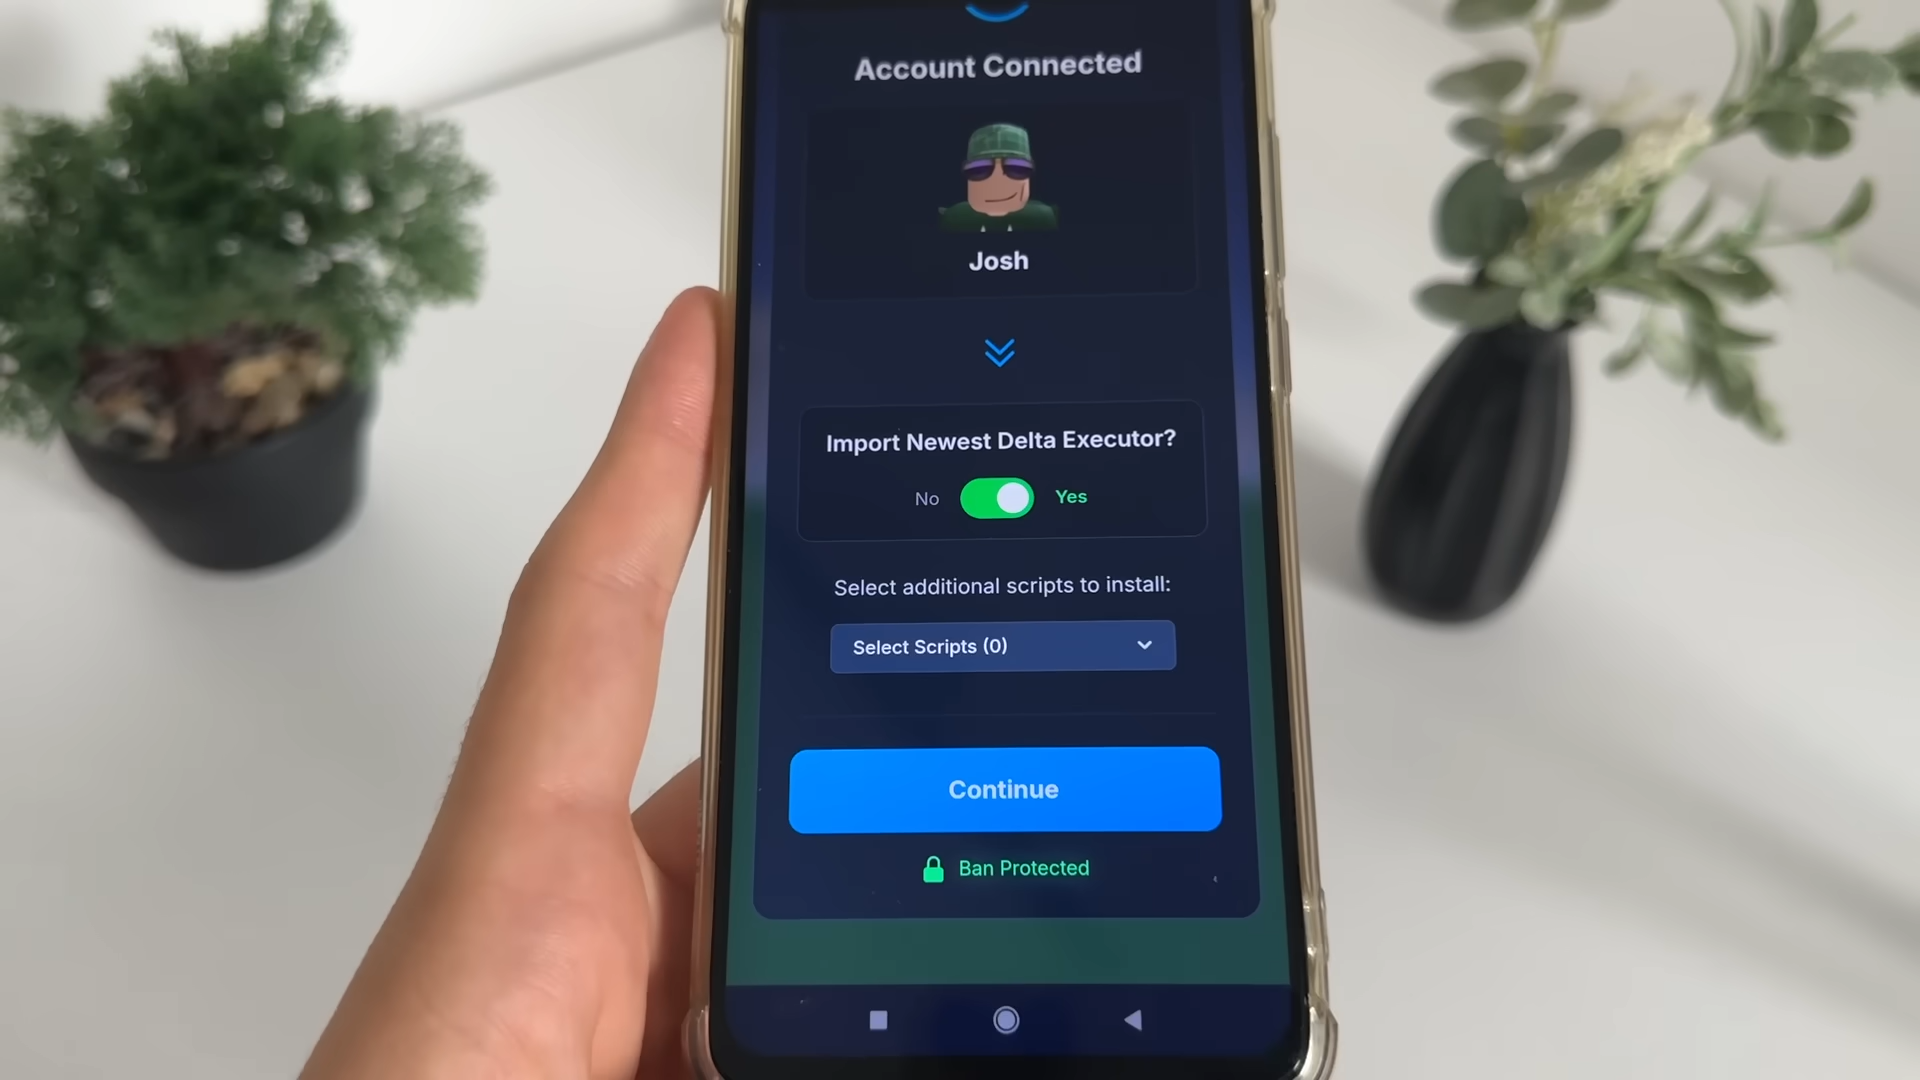 Account Connected
Josh
Import Newest Delta Executor?
No Yes
Select additional scripts to install:
Select Scripts (0)
Continue
Ban Protected